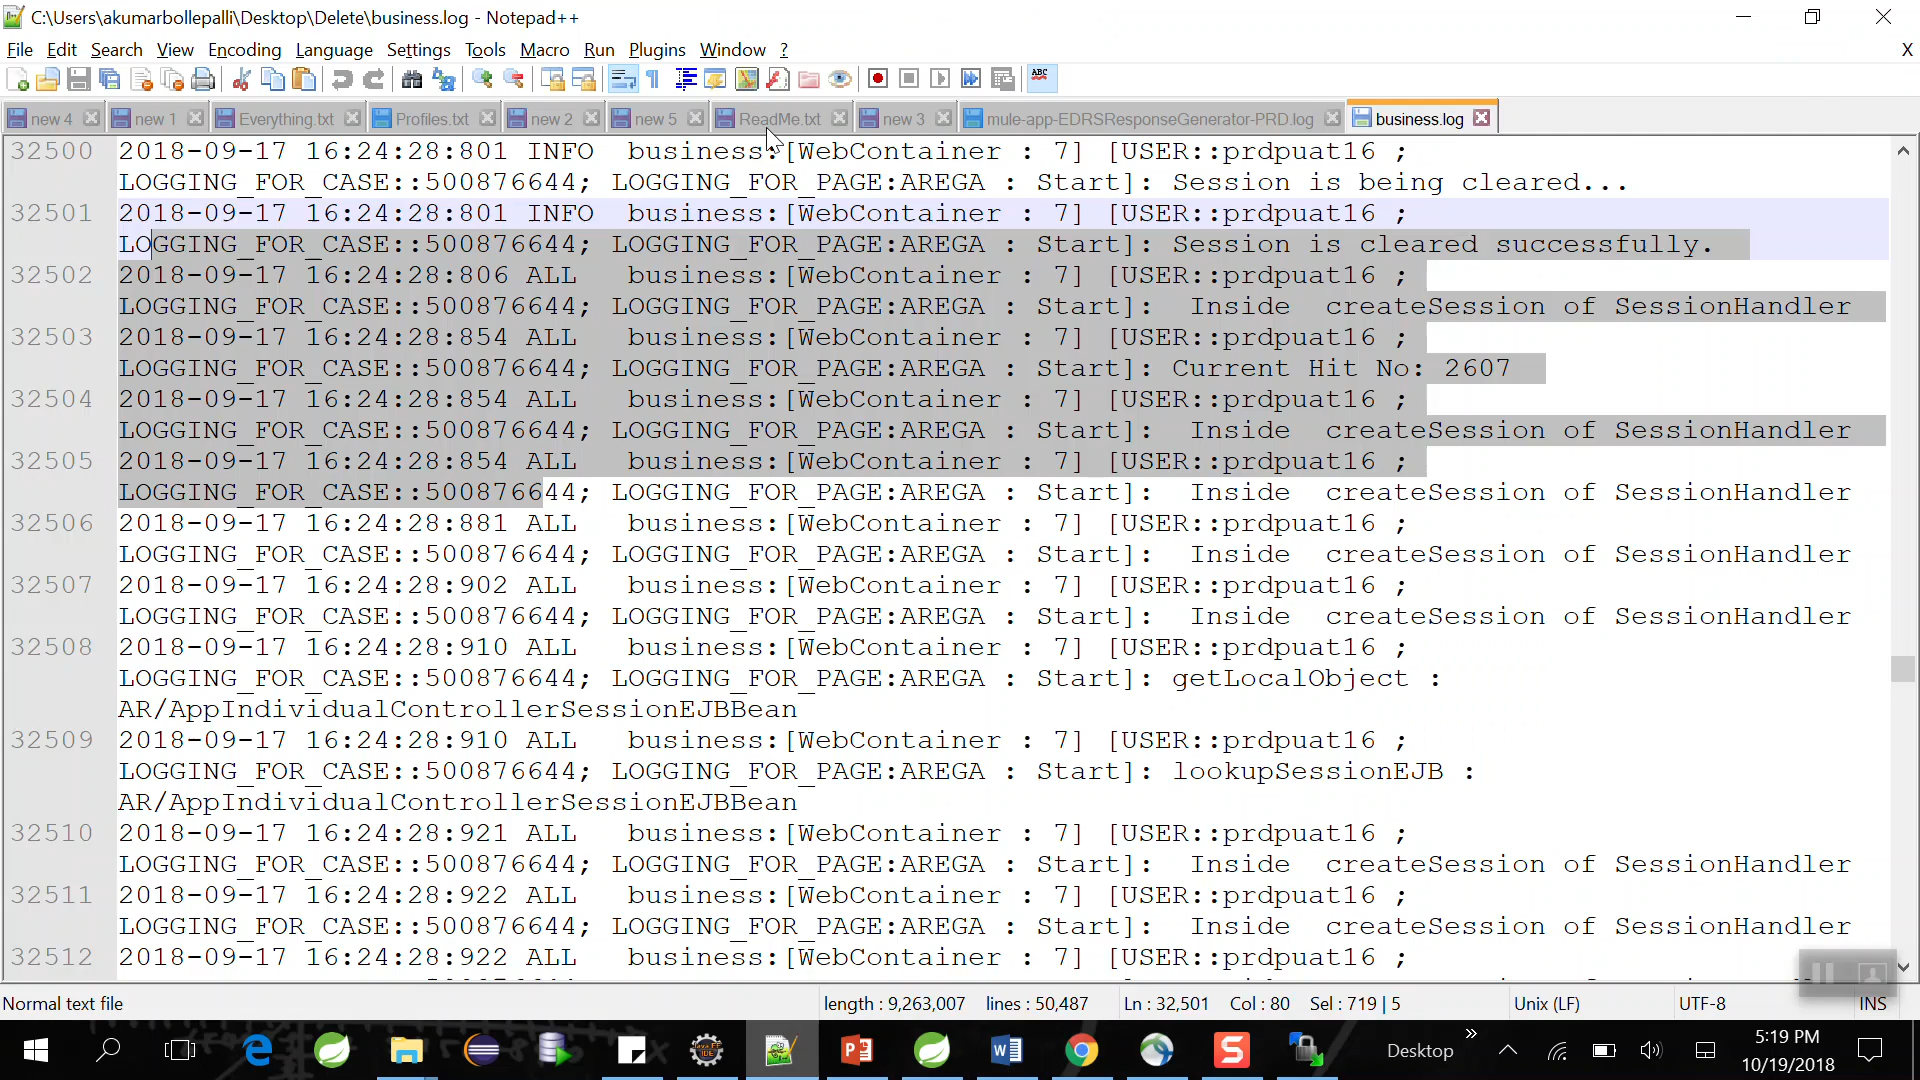 C:\Users\akumarbollepalli\Desktop\Delete\business.log - Notepad++
File Edit Search View Encoding Language Settings Tools Macro Run Plugins Window ? X
ABC
new 4 new 1 Everything.txt Profiles.txt new 2 new 5 ReadMe.txt new 3 mule-app-EDRSResponseGenerator-PRD.log business.log
32500 2018-09-17 16:24:28:801 INFO  business:[WebContainer : 7] [USER::prdpuat16 ;
LOGGING_FOR_CASE::500876644; LOGGING_FOR_PAGE:AREGA : Start]: Session is being cleared...
32501 2018-09-17 16:24:28:801 INFO  business:[WebContainer : 7] [USER::prdpuat16 ;
LOGGING_FOR_CASE::500876644; LOGGING_FOR_PAGE:AREGA : Start]: Session is cleared successfully.
32502 2018-09-17 16:24:28:806 ALL   business:[WebContainer : 7] [USER::prdpuat16 ;
LOGGING_FOR_CASE::500876644; LOGGING_FOR_PAGE:AREGA : Start]:  Inside  createSession of SessionHandler
32503 2018-09-17 16:24:28:854 ALL   business:[WebContainer : 7] [USER::prdpuat16 ;
LOGGING_FOR_CASE::500876644; LOGGING_FOR_PAGE:AREGA : Start]: Current Hit No: 2607
32504 2018-09-17 16:24:28:854 ALL   business:[WebContainer : 7] [USER::prdpuat16 ;
LOGGING_FOR_CASE::500876644; LOGGING_FOR_PAGE:AREGA : Start]:  Inside  createSession of SessionHandler
32505 2018-09-17 16:24:28:854 ALL   business:[WebContainer : 7] [USER::prdpuat16 ;
LOGGING_FOR_CASE::500876644; LOGGING_FOR_PAGE:AREGA : Start]:  Inside  createSession of SessionHandler
32506 2018-09-17 16:24:28:881 ALL   business:[WebContainer : 7] [USER::prdpuat16 ;
LOGGING_FOR_CASE::500876644; LOGGING_FOR_PAGE:AREGA : Start]:  Inside  createSession of SessionHandler
32507 2018-09-17 16:24:28:902 ALL   business:[WebContainer : 7] [USER::prdpuat16 ;
LOGGING_FOR_CASE::500876644; LOGGING_FOR_PAGE:AREGA : Start]:  Inside  createSession of SessionHandler
32508 2018-09-17 16:24:28:910 ALL   business:[WebContainer : 7] [USER::prdpuat16 ;
LOGGING_FOR_CASE::500876644; LOGGING_FOR_PAGE:AREGA : Start]: getLocalObject :
AR/AppIndividualControllerSessionEJBBean
32509 2018-09-17 16:24:28:910 ALL   business:[WebContainer : 7] [USER::prdpuat16 ;
LOGGING_FOR_CASE::500876644; LOGGING_FOR_PAGE:AREGA : Start]: lookupSessionEJB :
AR/AppIndividualControllerSessionEJBBean
32510 2018-09-17 16:24:28:921 ALL   business:[WebContainer : 7] [USER::prdpuat16 ;
LOGGING_FOR_CASE::500876644; LOGGING_FOR_PAGE:AREGA : Start]:  Inside  createSession of SessionHandler
32511 2018-09-17 16:24:28:922 ALL   business:[WebContainer : 7] [USER::prdpuat16 ;
LOGGING_FOR_CASE::500876644; LOGGING_FOR_PAGE:AREGA : Start]:  Inside  createSession of SessionHandler
32512 2018-09-17 16:24:28:922 ALL   business:[WebContainer : 7] [USER::prdpuat16 ;
Normal text file length : 9,263,007 lines : 50,487 Ln : 32,501 Col : 80 Sel : 719 | 5 Unix (LF) UTF-8 INS
Desktop 5:19 PM
10/19/2018